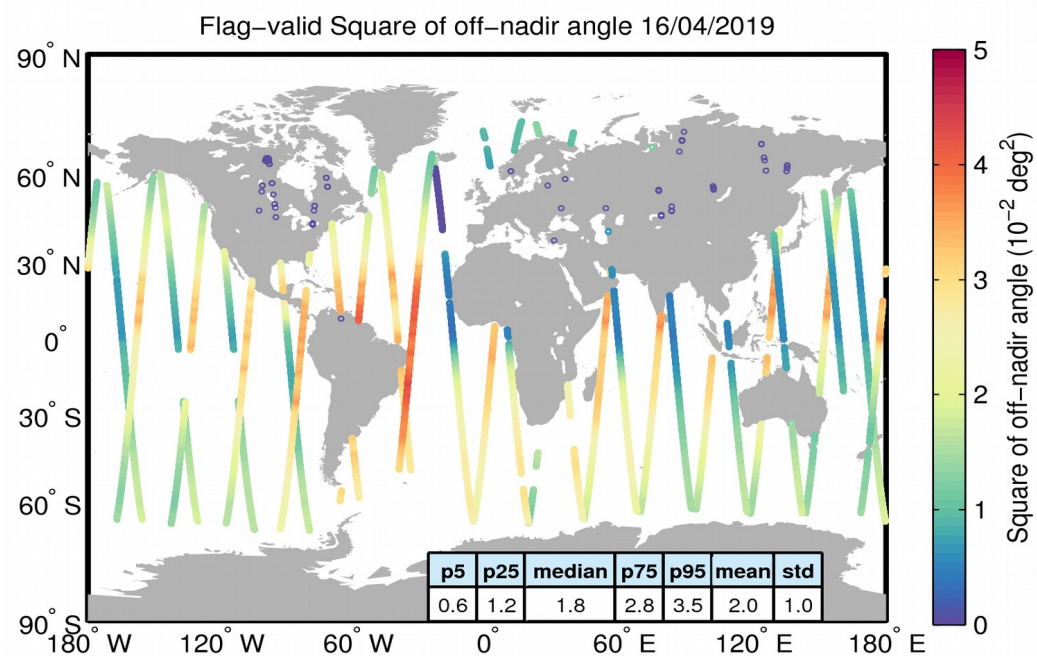 Flag−valid Square of off−nadir angle 16/04/2019
90° N
60° N
30° N
0°
30° S
60° S
90° S
180° W
120° W
60° W
0°
60° E
120° E
180° E
p5 p25 median p75 p95 mean std
0.6 1.2 1.8 2.8 3.5 2.0 1.0
5
4
3
2
1
0
Square of off−nadir angle (10⁻² deg²)